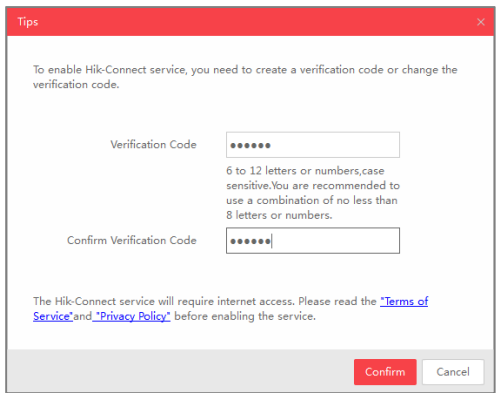 Tips
To enable Hik-Connect service, you need to create a verification code or change the
verification code.
Verification Code ●●●●●●
6 to 12 letters or numbers,case
sensitive.You are recommended to
use a combination of no less than
8 letters or numbers.
Confirm Verification Code ●●●●●●
The Hik-Connect service will require internet access. Please read the "Terms of
Service"and "Privacy Policy" before enabling the service.
Confirm Cancel